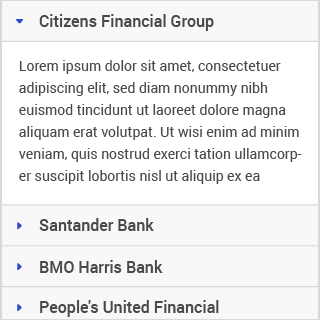 Citizens Financial Group
Lorem ipsum dolor sit amet, consectetuer
adipiscing elit, sed diam nonummy nibh
euismod tincidunt ut laoreet dolore magna
aliquam erat volutpat. Ut wisi enim ad minim
veniam, quis nostrud exerci tation ullamcorp-
er suscipit lobortis nisl ut aliquip ex ea
Santander Bank
BMO Harris Bank
People's United Financial